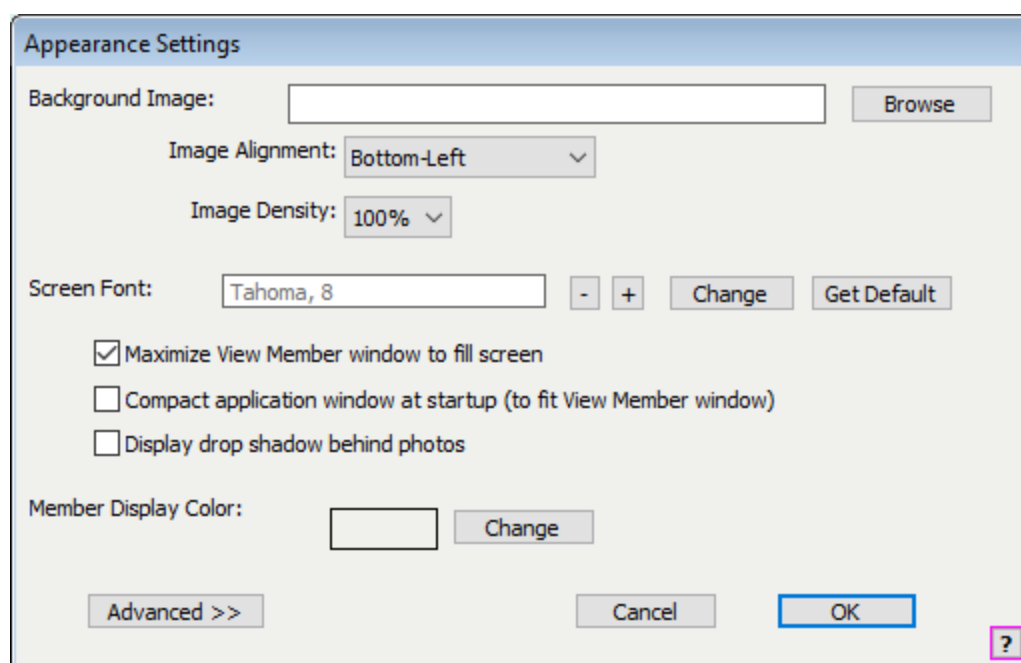 Appearance Settings
Background Image: Browse
Image Alignment: Bottom-Left
Image Density: 100%
Screen Font: Tahoma, 8 - + Change Get Default
Maximize View Member window to fill screen
Compact application window at startup (to fit View Member window)
Display drop shadow behind photos
Member Display Color: Change
Advanced >> Cancel OK
?